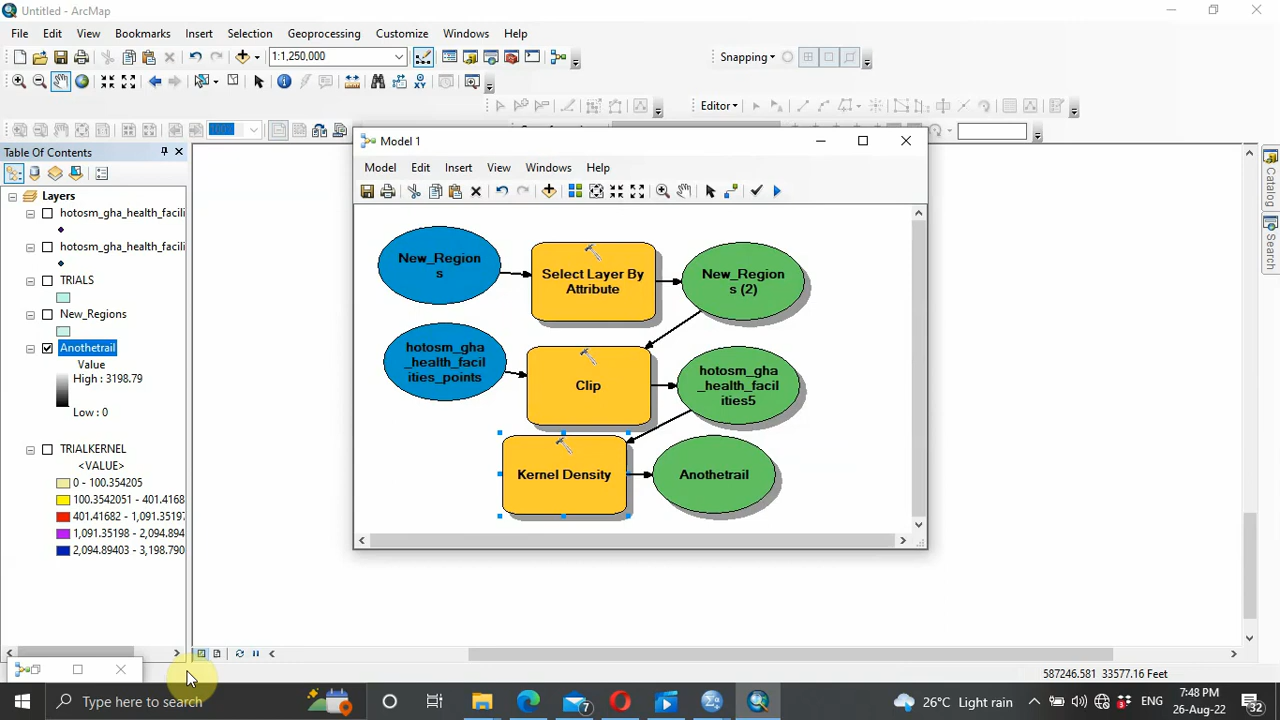 Untitled - ArcMap
File Edit View Bookmarks Insert Selection Geoprocessing Customize Windows Help
1:1,250,000
Snapping
Editor
Table Of Contents
Layers
hotosm_gha_health_facili
hotosm_gha_health_facili
TRIALS
New_Regions
Anothetrail
Value
High : 3198.79
Low : 0
TRIALKERNEL
<VALUE>
0 - 100.354205
100.3542051 - 401.4168
401.41682 - 1,091.35197
1,091.35198 - 2,094.894
2,094.89403 - 3,198.790
Model 1
Model Edit Insert View Windows Help
New_Region
s
Select Layer By
Attribute
New_Region
s (2)
hotosm_gha
_health_facil
ities_points
Clip
hotosm_gha
_health_facil
ities5
Kernel Density
Anothetrail
Catalog
Search
587246.581 33577.16 Feet
Type here to search
7
26°C Light rain
ENG
7:48 PM
26-Aug-22
32